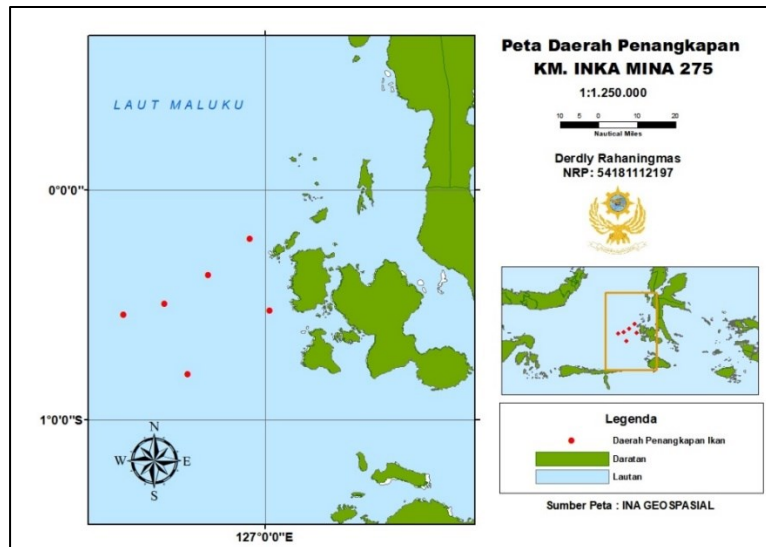 Peta Daerah Penangkapan
KM. INKA MINA 275
1:1.250.000
10 5 0 10 20
Nautical Miles
Derdly Rahaningmas
NRP: 54181112197
LAUT MALUKU
0°0'0"
1°0'0"S
127°0'0"E
N
W E
S
Legenda
Daerah Penangkapan Ikan
Daratan
Lautan
Sumber Peta : INA GEOSPASIAL